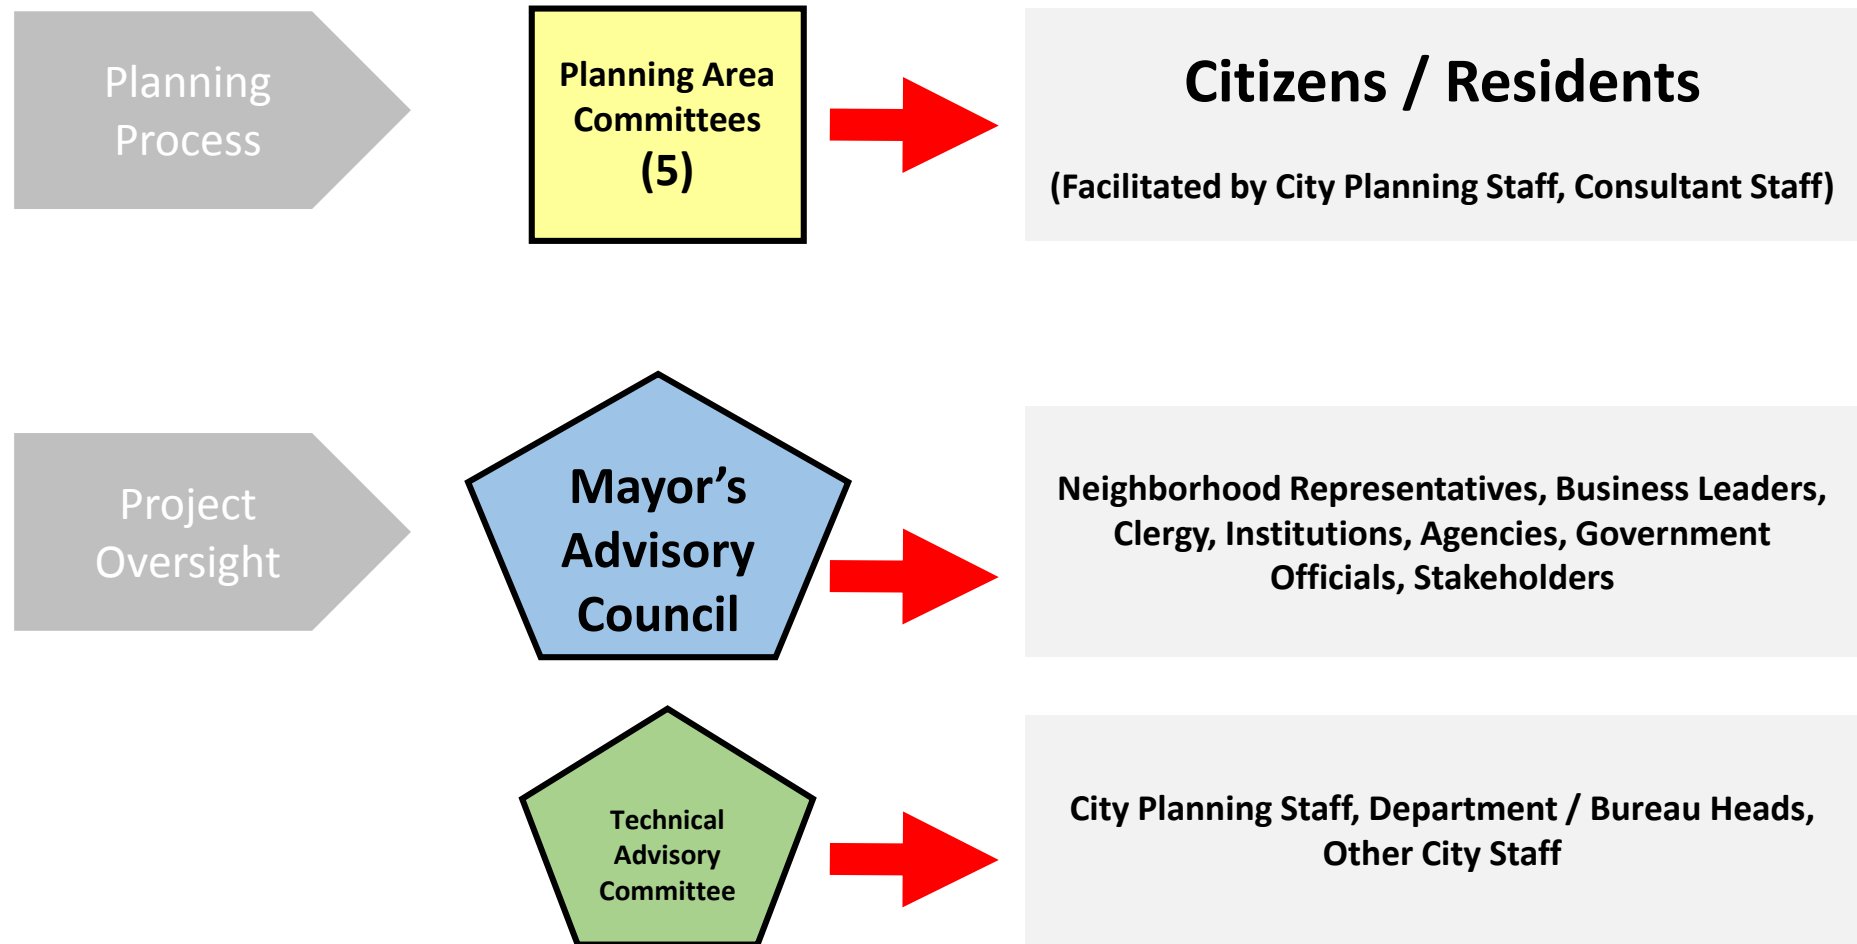 Planning
Process
Planning Area
Committees
(5)
Citizens / Residents
(Facilitated by City Planning Staff, Consultant Staff)
Project
Oversight
Mayor’s
Advisory
Council
Neighborhood Representatives, Business Leaders,
Clergy, Institutions, Agencies, Government
Officials, Stakeholders
Technical
Advisory
Committee
City Planning Staff, Department / Bureau Heads,
Other City Staff